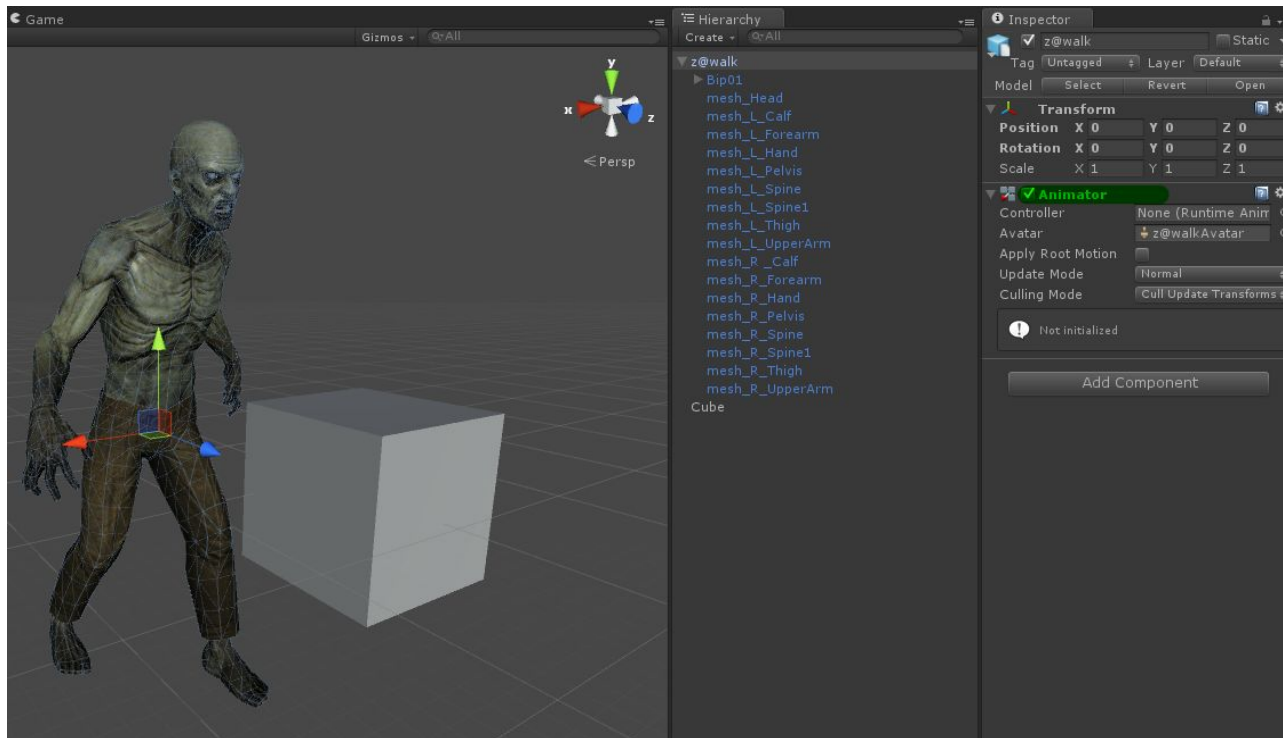 Game
Gizmos All
y
x
z
Persp
Hierarchy
Create All
z@walk
Bip01
mesh_Head
mesh_L_Calf
mesh_L_Forearm
mesh_L_Hand
mesh_L_Pelvis
mesh_L_Spine
mesh_L_Spine1
mesh_L_Thigh
mesh_L_UpperArm
mesh_R _Calf
mesh_R_Forearm
mesh_R_Hand
mesh_R_Pelvis
mesh_R_Spine
mesh_R_Spine1
mesh_R_Thigh
mesh_R_UpperArm
Cube
Inspector
z@walk Static
Tag Untagged Layer Default
Model Select Revert Open
Transform
Position X 0 Y 0 Z 0
Rotation X 0 Y 0 Z 0
Scale X 1 Y 1 Z 1
Animator
Controller None (Runtime Anim
Avatar z@walkAvatar
Apply Root Motion
Update Mode Normal
Culling Mode Cull Update Transforms
Not initialized
Add Component